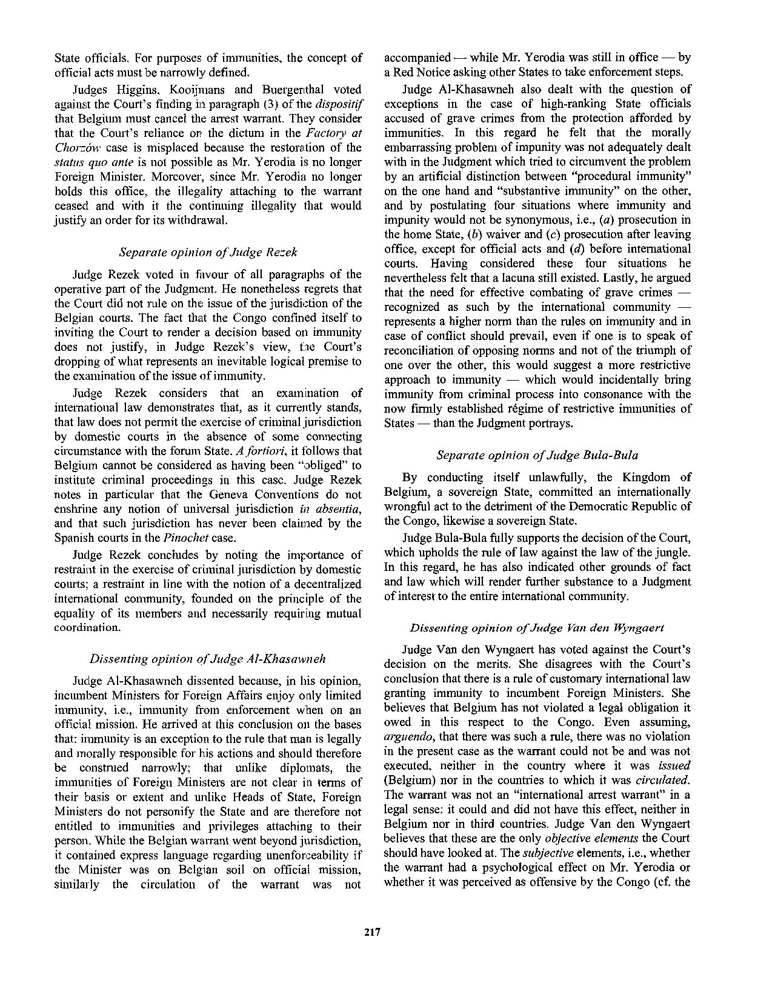 State officials. For purposes of immunities, the concept of
official acts must be narrowly defined.
Judges Higgins, Kooijmans and Buergenthal voted
against the Court's finding in paragraph (3) of the dispositif
that Belgium must cancel the arrest warrant. They consider
that the Court's reliance on the dictum in the Factory at
Chorzów case is misplaced because the restoration of the
status quo ante is not possible as Mr. Yerodia is no longer
Foreign Minister. Moreover, since Mr. Yerodia no longer
holds this office, the illegality attaching to the warrant
ceased and with it the continuing illegality that would
justify an order for its withdrawal.
Separate opinion of Judge Rezek
Judge Rezek voted in favour of all paragraphs of the
operative part of the Judgment. He nonetheless regrets that
the Court did not rule on the issue of the jurisdiction of the
Belgian courts. The fact that the Congo confined itself to
inviting the Court to render a decision based on immunity
does not justify, in Judge Rezek's view, the Court's
dropping of what represents an inevitable logical premise to
the examination of the issue of immunity.
Judge Rezek considers that an examination of
international law demonstrates that, as it currently stands,
that law does not permit the exercise of criminal jurisdiction
by domestic courts in the absence of some connecting
circumstance with the forum State. A fortiori, it follows that
Belgium cannot be considered as having been "obliged" to
institute criminal proceedings in this case. Judge Rezek
notes in particular that the Geneva Conventions do not
enshrine any notion of universal jurisdiction in absentia,
and that such jurisdiction has never been claimed by the
Spanish courts in the Pinochet case.
Judge Rezek concludes by noting the importance of
restraint in the exercise of criminal jurisdiction by domestic
courts; a restraint in line with the notion of a decentralized
international community, founded on the principle of the
equality of its members and necessarily requiring mutual
coordination.
Dissenting opinion of Judge Al-Khasawneh
Judge Al-Khasawneh dissented because, in his opinion,
incumbent Ministers for Foreign Affairs enjoy only limited
immunity, i.e., immunity from enforcement when on an
official mission. He arrived at this conclusion on the bases
that: immunity is an exception to the rule that man is legally
and morally responsible for his actions and should therefore
be construed narrowly; that unlike diplomats, the
immunities of Foreign Ministers are not clear in terms of
their basis or extent and unlike Heads of State, Foreign
Ministers do not personify the State and are therefore not
entitled to immunities and privileges attaching to their
person. While the Belgian warrant went beyond jurisdiction,
it contained express language regarding unenforceability if
the Minister was on Belgian soil on official mission,
similarly the circulation of the warrant was not
accompanied — while Mr. Yerodia was still in office — by
a Red Notice asking other States to take enforcement steps.
Judge Al-Khasawneh also dealt with the question of
exceptions in the case of high-ranking State officials
accused of grave crimes from the protection afforded by
immunities. In this regard he felt that the morally
embarrassing problem of impunity was not adequately dealt
with in the Judgment which tried to circumvent the problem
by an artificial distinction between "procedural immunity"
on the one hand and "substantive immunity" on the other,
and by postulating four situations where immunity and
impunity would not be synonymous, i.e., (a) prosecution in
the home State, (b) waiver and (c) prosecution after leaving
office, except for official acts and (d) before international
courts. Having considered these four situations he
nevertheless felt that a lacuna still existed. Lastly, he argued
that the need for effective combating of grave crimes —
recognized as such by the international community —
represents a higher norm than the rules on immunity and in
case of conflict should prevail, even if one is to speak of
reconciliation of opposing norms and not of the triumph of
one over the other, this would suggest a more restrictive
approach to immunity — which would incidentally bring
immunity from criminal process into consonance with the
now firmly established régime of restrictive immunities of
States — than the Judgment portrays.
Separate opinion of Judge Bula-Bula
By conducting itself unlawfully, the Kingdom of
Belgium, a sovereign State, committed an internationally
wrongful act to the detriment of the Democratic Republic of
the Congo, likewise a sovereign State.
Judge Bula-Bula fully supports the decision of the Court,
which upholds the rule of law against the law of the jungle.
In this regard, he has also indicated other grounds of fact
and law which will render further substance to a Judgment
of interest to the entire international community.
Dissenting opinion of Judge Van den Wyngaert
Judge Van den Wyngaert has voted against the Court's
decision on the merits. She disagrees with the Court's
conclusion that there is a rule of customary international law
granting immunity to incumbent Foreign Ministers. She
believes that Belgium has not violated a legal obligation it
owed in this respect to the Congo. Even assuming,
arguendo, that there was such a rule, there was no violation
in the present case as the warrant could not be and was not
executed, neither in the country where it was issued
(Belgium) nor in the countries to which it was circulated.
The warrant was not an "international arrest warrant" in a
legal sense: it could and did not have this effect, neither in
Belgium nor in third countries. Judge Van den Wyngaert
believes that these are the only objective elements the Court
should have looked at. The subjective elements, i.e., whether
the warrant had a psychological effect on Mr. Yerodia or
whether it was perceived as offensive by the Congo (cf. the
217